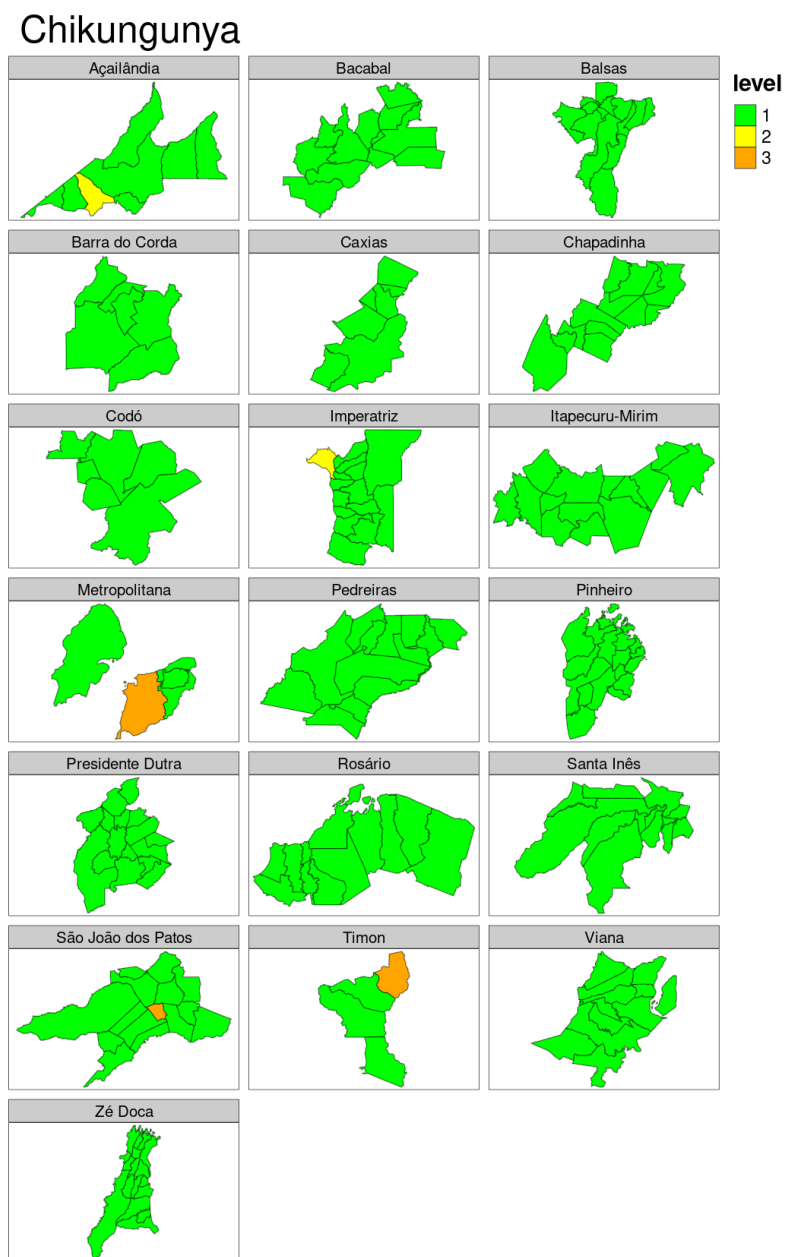 Chikungunya
Açailândia
Bacabal
Balsas
level
1
2
3
Barra do Corda
Caxias
Chapadinha
Codó
Imperatriz
Itapecuru-Mirim
Metropolitana
Pedreiras
Pinheiro
Presidente Dutra
Rosário
Santa Inês
São João dos Patos
Timon
Viana
Zé Doca